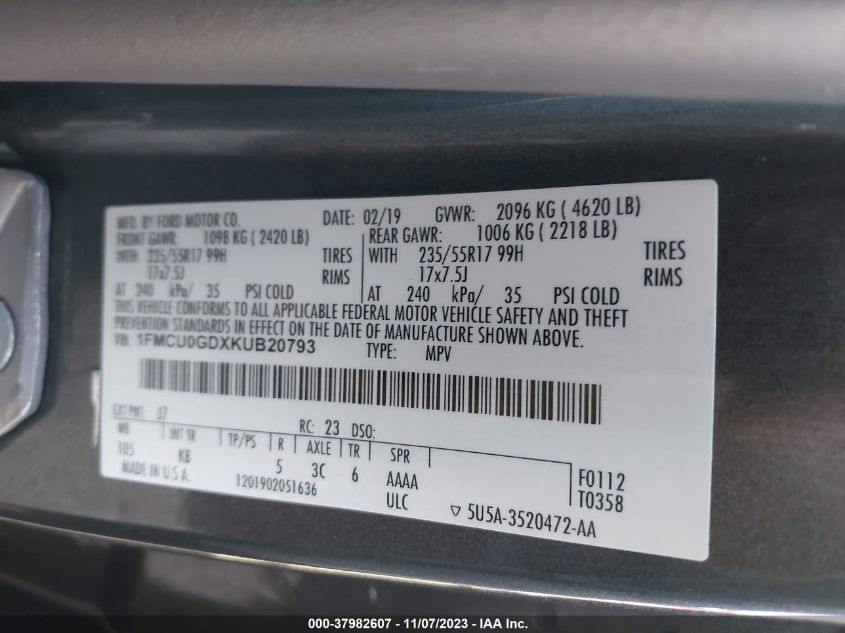 MFD. BY FORD MOTOR CO. DATE: 02/19 GVWR: 2096 KG ( 4620 LB)
FRONT GAWR: 1098 KG ( 2420 LB) REAR GAWR: 1006 KG ( 2218 LB)
WITH 235/55R17 99H TIRES WITH 235/55R17 99H TIRES
17x7.5J RIMS 17x7.5J RIMS
AT 240 kPa/ 35 PSI COLD AT 240 kPa/ 35 PSI COLD
THIS VEHICLE CONFORMS TO ALL APPLICABLE FEDERAL MOTOR VEHICLE SAFETY AND THEFT
PREVENTION STANDARDS IN EFFECT ON THE DATE OF MANUFACTURE SHOWN ABOVE.
VIN: 1FMCU0GDXKUB20793 TYPE: MPV
EXT PNT: J7 RC: 23 DSO:
WB INT TR TP/PS R AXLE TR SPR
105 KB 5 3C 6 AAAA F0112
MADE IN U.S.A. 1201902051636 ULC T0358
5U5A-3520472-AA
000-37982607 - 11/07/2023 - IAA Inc.